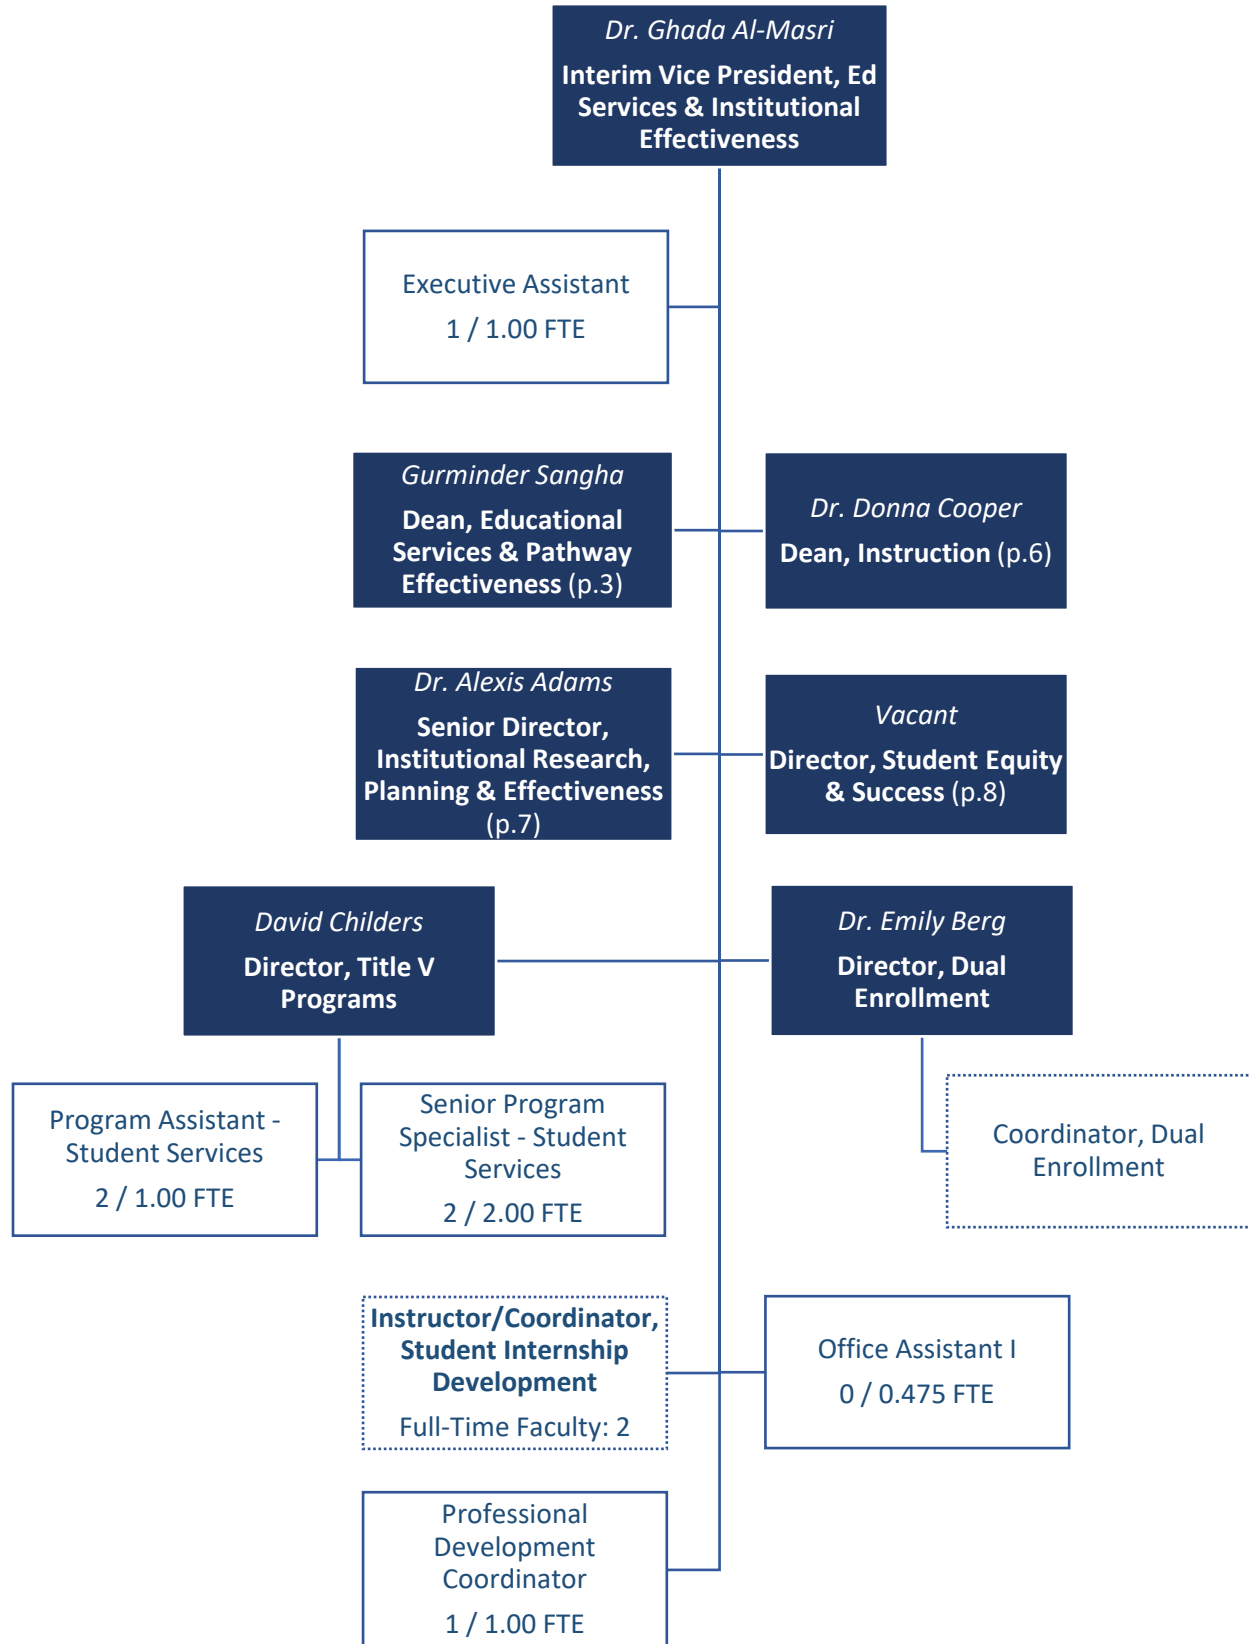 Dr. Ghada Al-Masri
Interim Vice President, Ed
Services & Institutional
Effectiveness
Executive Assistant
1 / 1.00 FTE
Gurminder Sangha
Dean, Educational
Services & Pathway
Effectiveness (p.3)
Dr. Donna Cooper
Dean, Instruction (p.6)
Dr. Alexis Adams
Senior Director,
Institutional Research,
Planning & Effectiveness
(p.7)
Vacant
Director, Student Equity
& Success (p.8)
David Childers
Director, Title V
Programs
Dr. Emily Berg
Director, Dual
Enrollment
Program Assistant -
Student Services
2 / 1.00 FTE
Senior Program
Specialist - Student
Services
2 / 2.00 FTE
Coordinator, Dual
Enrollment
Instructor/Coordinator,
Student Internship
Development
Full-Time Faculty: 2
Office Assistant I
0 / 0.475 FTE
Professional
Development
Coordinator
1 / 1.00 FTE